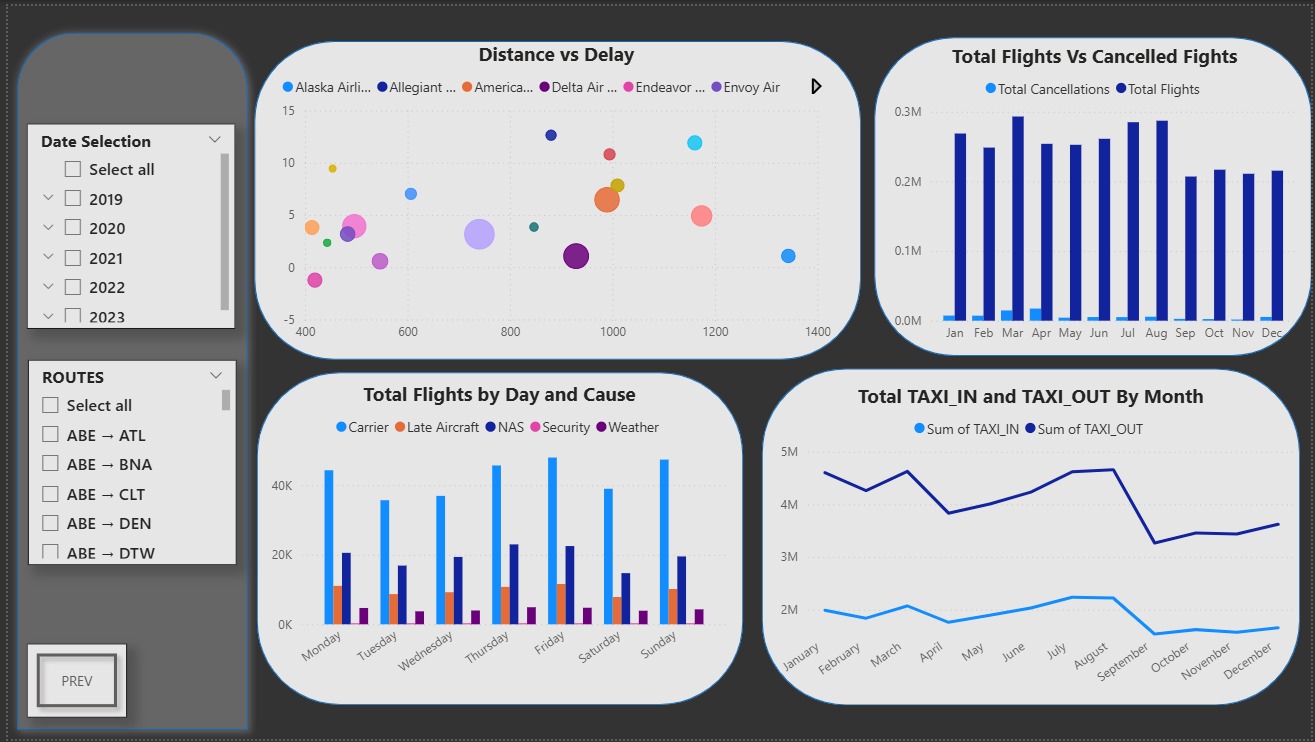 Date Selection
Select all
2019
2020
2021
2022
2023
ROUTES
Select all
ABE → ATL
ABE → BNA
ABE → CLT
ABE → DEN
ABE → DTW
PREV
Distance vs Delay
Alaska Airli... Allegiant ... America... Delta Air ... Endeavor ... Envoy Air
15
10
5
0
-5
400 600 800 1000 1200 1400
Total Flights Vs Cancelled Fights
Total Cancellations Total Flights
0.3M
0.2M
0.1M
0.0M
Jan Feb Mar Apr May Jun Jul Aug Sep Oct Nov Dec
Total Flights by Day and Cause
Carrier Late Aircraft NAS Security Weather
40K
20K
0K
Monday Tuesday Wednesday Thursday Friday Saturday Sunday
Total TAXI_IN and TAXI_OUT By Month
Sum of TAXI_IN Sum of TAXI_OUT
5M
4M
3M
2M
January February March April May June July August September October November December